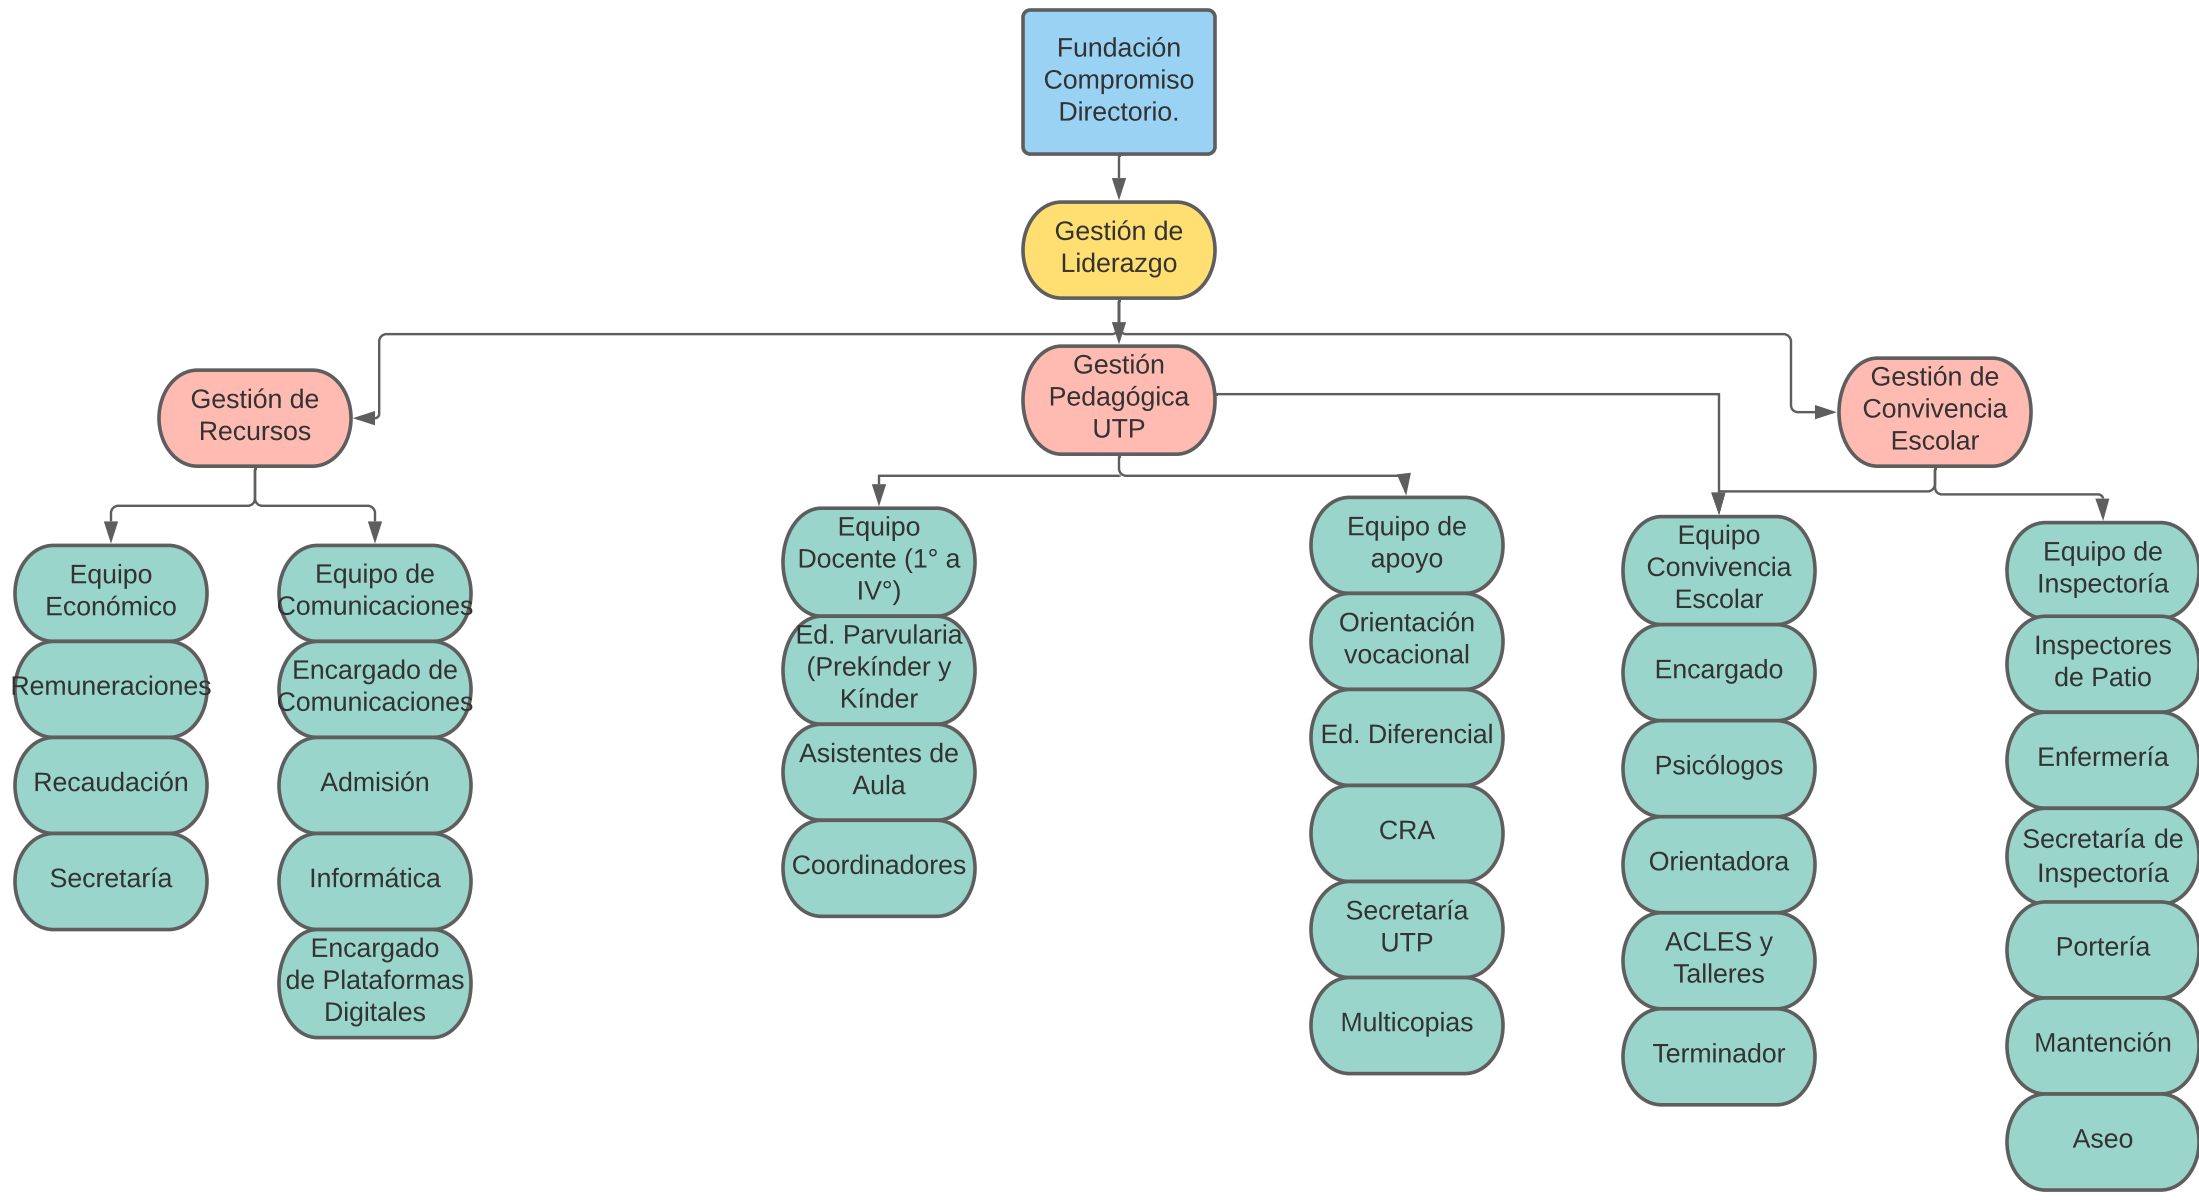 Fundación
Compromiso
Directorio.
Gestión de
Liderazgo
Gestión de
Recursos
Gestión
Pedagógica
UTP
Gestión de
Convivencia
Escolar
Equipo
Económico
Remuneraciones
Recaudación
Secretaría
Equipo de
Comunicaciones
Encargado de
Comunicaciones
Admisión
Informática
Encargado
de Plataformas
Digitales
Equipo
Docente (1° a
IV°)
Ed. Parvularia
(Prekínder y
Kínder
Asistentes de
Aula
Coordinadores
Equipo de
apoyo
Orientación
vocacional
Ed. Diferencial
CRA
Secretaría
UTP
Multicopias
Equipo
Convivencia
Escolar
Encargado
Psicólogos
Orientadora
ACLES y
Talleres
Terminador
Equipo de
Inspectoría
Inspectores
de Patio
Enfermería
Secretaría de
Inspectoría
Portería
Mantención
Aseo